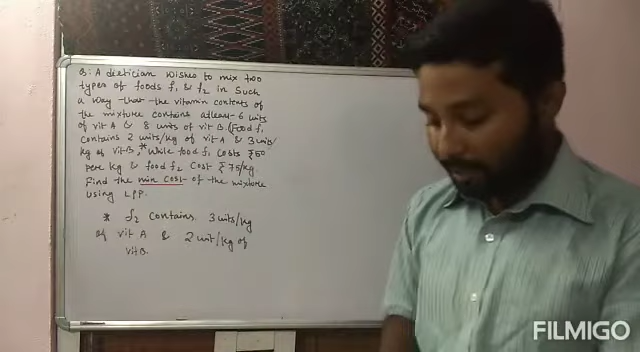 Q: A dietician wishes to mix two
types of foods f1 & f2 in such
a way that the vitamin contents of
the mixture contains atleast 6 units
of vit A & 8 units of vit B. (Food f1
contains 2 units/kg of vit A & 3 units/
kg of vit B,* While food f1 costs ₹50
pere kg & food f2 cost ₹75/kg.
Find the min cost of the mixture
using LPP.
* f2 contains 3 units/kg
of vit A & 2 unit/kg of
vit B.
FILMIGO